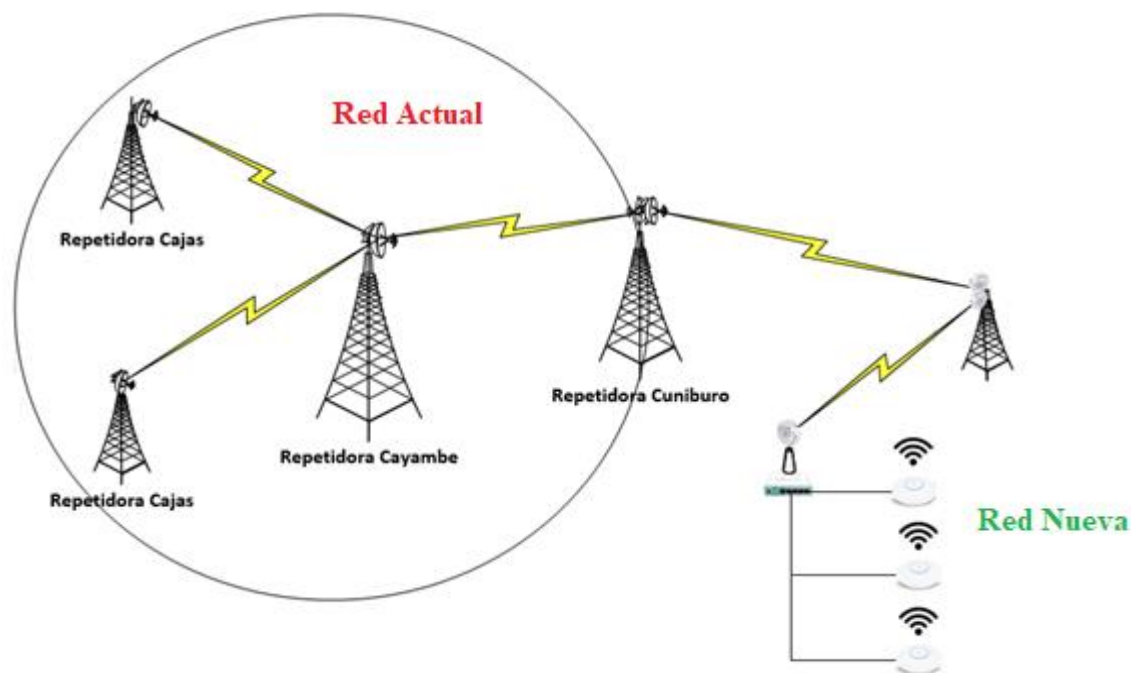 Red Actual
Repetidora Cajas
Repetidora Cuniburo
Repetidora Cayambe
Repetidora Cajas
Red Nueva